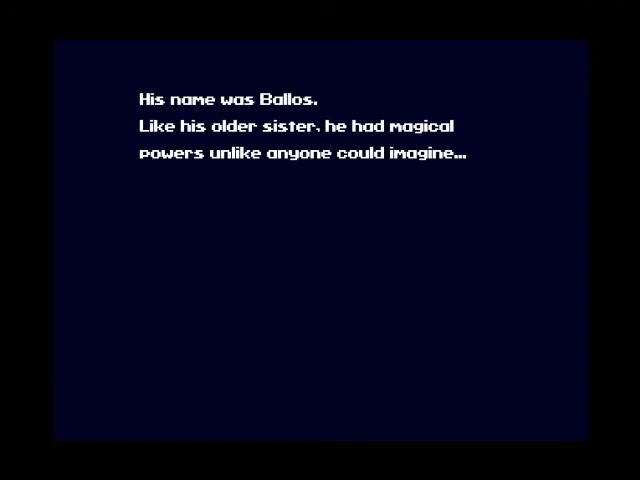 His name was Ballos.
Like his older sister, he had magical
powers unlike anyone could imagine...